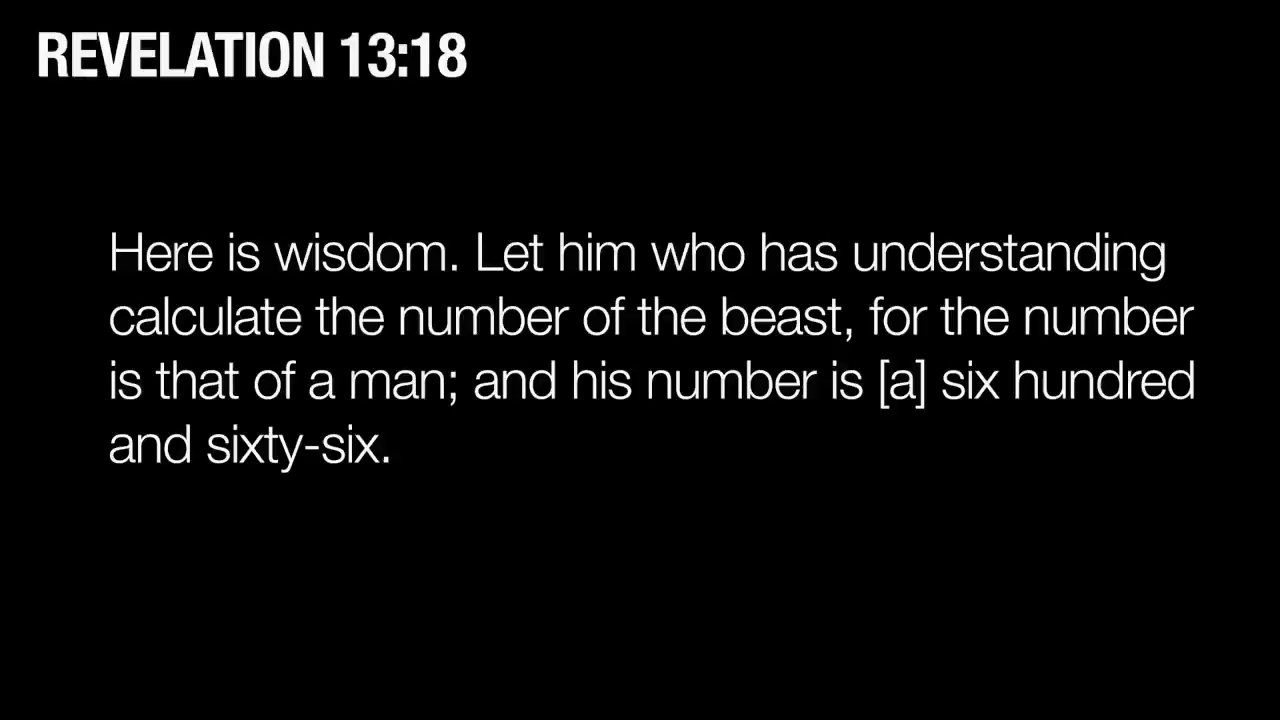 REVELATION 13:18
Here is wisdom. Let him who has understanding
calculate the number of the beast, for the number
is that of a man; and his number is [a] six hundred
and sixty-six.